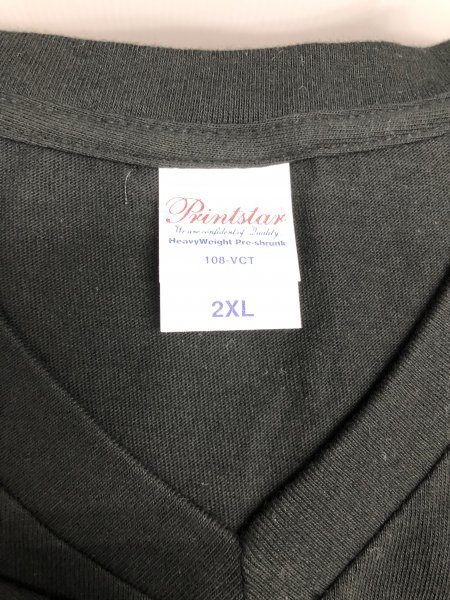 Printstar
We are confident of Quality
HeavyWeight Pre-shrunk
108-VCT
2XL